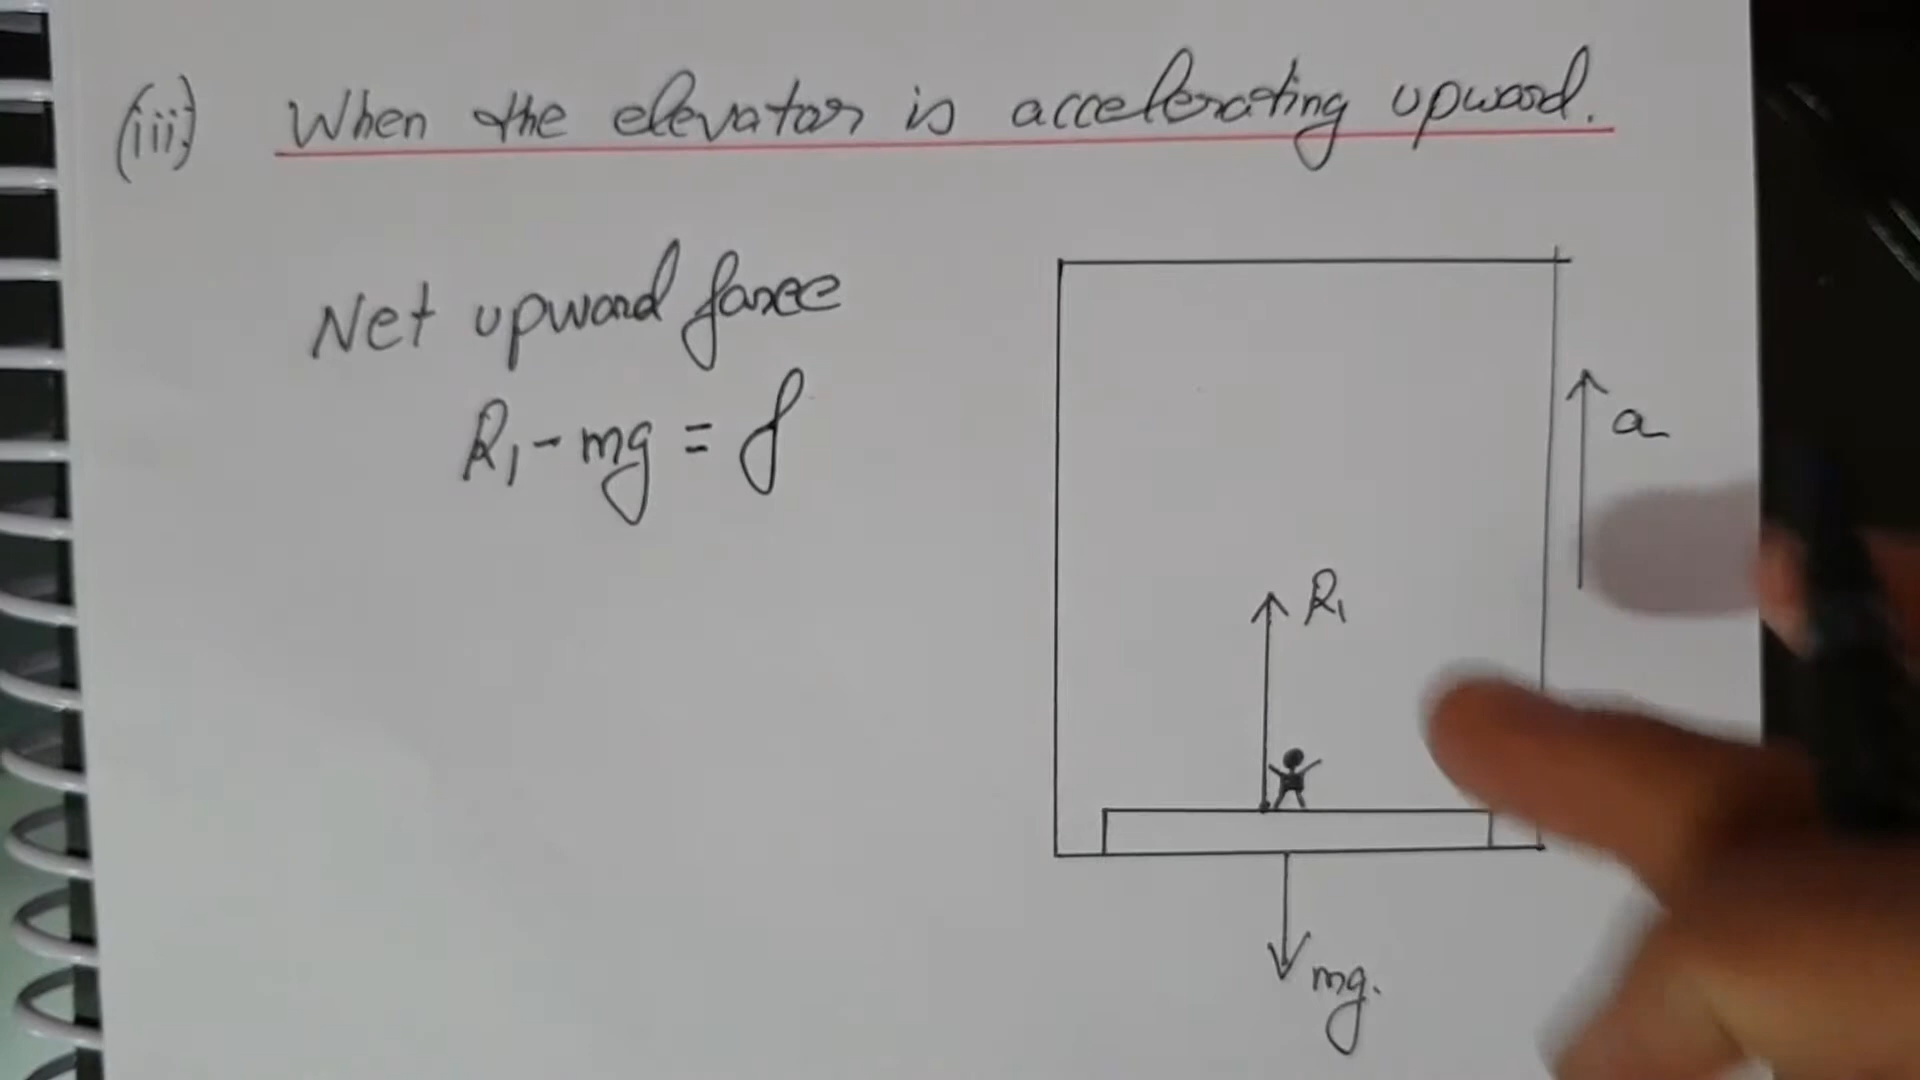 (iii) When the elevator is accelerating upward.
Net upward force
R₁ - mg = f
a
R₁
mg.